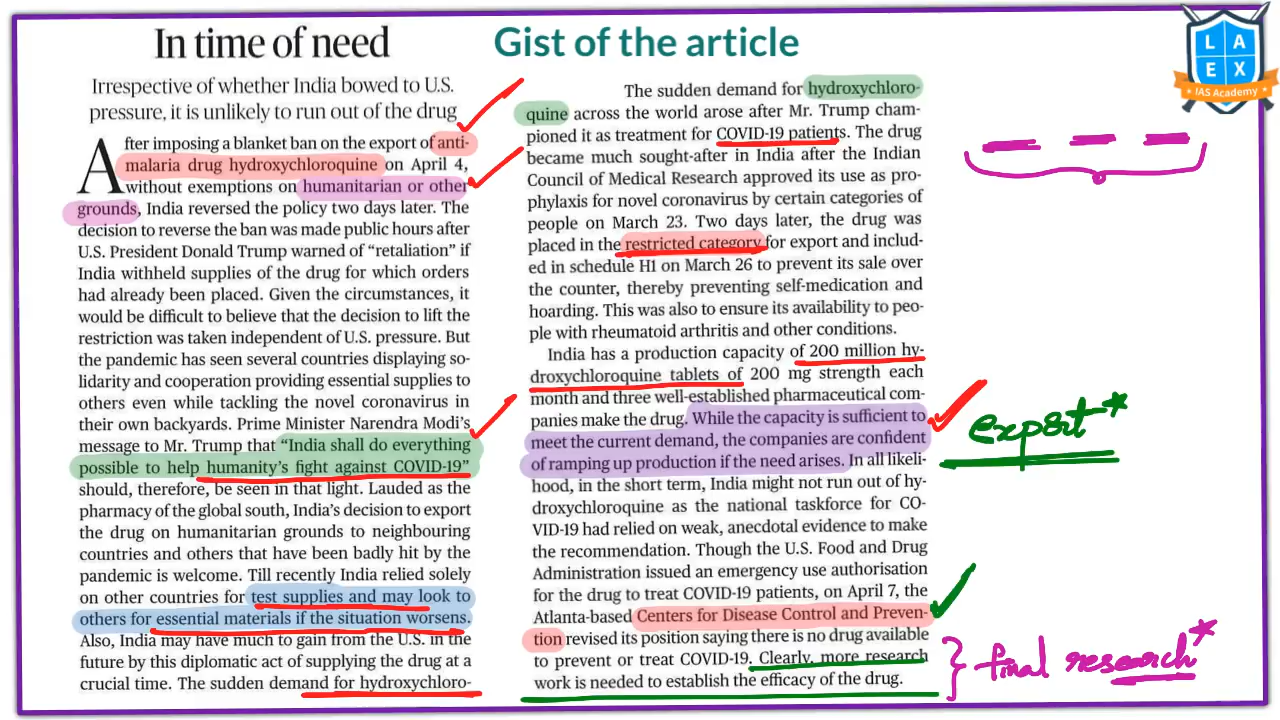 In time of need
Irrespective of whether India bowed to U.S.
pressure, it is unlikely to run out of the drug
After imposing a blanket ban on the export of anti-
malaria drug hydroxychloroquine on April 4,
without exemptions on humanitarian or other
grounds, India reversed the policy two days later. The
decision to reverse the ban was made public hours after
U.S. President Donald Trump warned of “retaliation” if
India withheld supplies of the drug for which orders
had already been placed. Given the circumstances, it
would be difficult to believe that the decision to lift the
restriction was taken independent of U.S. pressure. But
the pandemic has seen several countries displaying so-
lidarity and cooperation providing essential supplies to
others even while tackling the novel coronavirus in
their own backyards. Prime Minister Narendra Modi’s
message to Mr. Trump that “India shall do everything
possible to help humanity’s fight against COVID-19”
should, therefore, be seen in that light. Lauded as the
pharmacy of the global south, India’s decision to export
the drug on humanitarian grounds to neighbouring
countries and others that have been badly hit by the
pandemic is welcome. Till recently India relied solely
on other countries for test supplies and may look to
others for essential materials if the situation worsens.
Also, India may have much to gain from the U.S. in the
future by this diplomatic act of supplying the drug at a
crucial time. The sudden demand for hydroxychloro-
Gist of the article
The sudden demand for hydroxychloro-
quine across the world arose after Mr. Trump cham-
pioned it as treatment for COVID-19 patients. The drug
became much sought-after in India after the Indian
Council of Medical Research approved its use as pro-
phylaxis for novel coronavirus by certain categories of
people on March 23. Two days later, the drug was
placed in the restricted category for export and includ-
ed in schedule H1 on March 26 to prevent its sale over
the counter, thereby preventing self-medication and
hoarding. This was also to ensure its availability to peo-
ple with rheumatoid arthritis and other conditions.
India has a production capacity of 200 million hy-
droxychloroquine tablets of 200 mg strength each
month and three well-established pharmaceutical com-
panies make the drug. While the capacity is sufficient to
meet the current demand, the companies are confident
of ramping up production if the need arises. In all likeli-
hood, in the short term, India might not run out of hy-
droxychloroquine as the national taskforce for CO-
VID-19 had relied on weak, anecdotal evidence to make
the recommendation. Though the U.S. Food and Drug
Administration issued an emergency use authorisation
for the drug to treat COVID-19 patients, on April 7, the
Atlanta-based Centers for Disease Control and Preven-
tion revised its position saying there is no drug available
to prevent or treat COVID-19. Clearly, more research
work is needed to establish the efficacy of the drug.
L A
E X
IAS Academy
export*
final research*